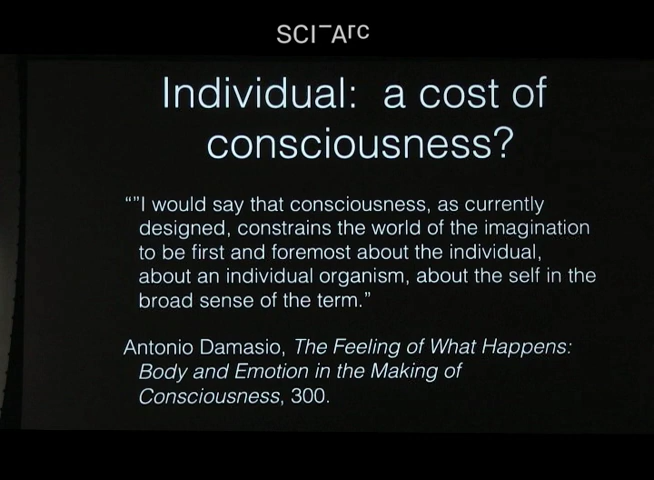 SCI-Arc
Individual: a cost of
consciousness?
“”I would say that consciousness, as currently
designed, constrains the world of the imagination
to be first and foremost about the individual,
about an individual organism, about the self in the
broad sense of the term.”
Antonio Damasio, The Feeling of What Happens:
Body and Emotion in the Making of
Consciousness, 300.